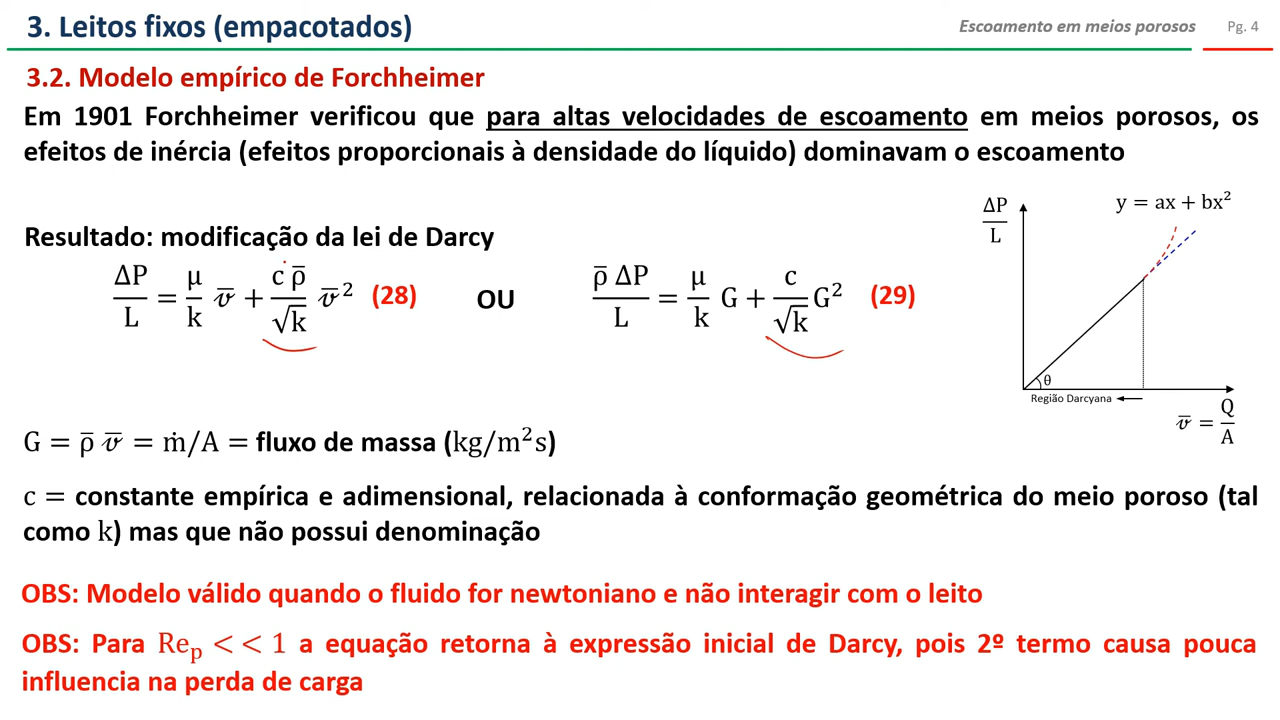 3. Leitos fixos (empacotados)
Escoamento em meios porosos
Pg. 4
3.2. Modelo empírico de Forchheimer
Em 1901 Forchheimer verificou que para altas velocidades de escoamento em meios porosos, os
efeitos de inércia (efeitos proporcionais à densidade do líquido) dominavam o escoamento
Resultado: modificação da lei de Darcy
ΔP/L = μ/k v̅ + c ρ̅/√k v̅² (28) OU ρ̅ ΔP/L = μ/k G + c/√k G² (29)
ΔP/L
y = ax + bx²
θ
Região Darcyana
v̅ = Q/A
G = ρ̅ v̅ = ṁ/A = fluxo de massa (kg/m²s)
c = constante empírica e adimensional, relacionada à conformação geométrica do meio poroso (tal
como k) mas que não possui denominação
OBS: Modelo válido quando o fluido for newtoniano e não interagir com o leito
OBS: Para Reₚ << 1 a equação retorna à expressão inicial de Darcy, pois 2º termo causa pouca
influencia na perda de carga